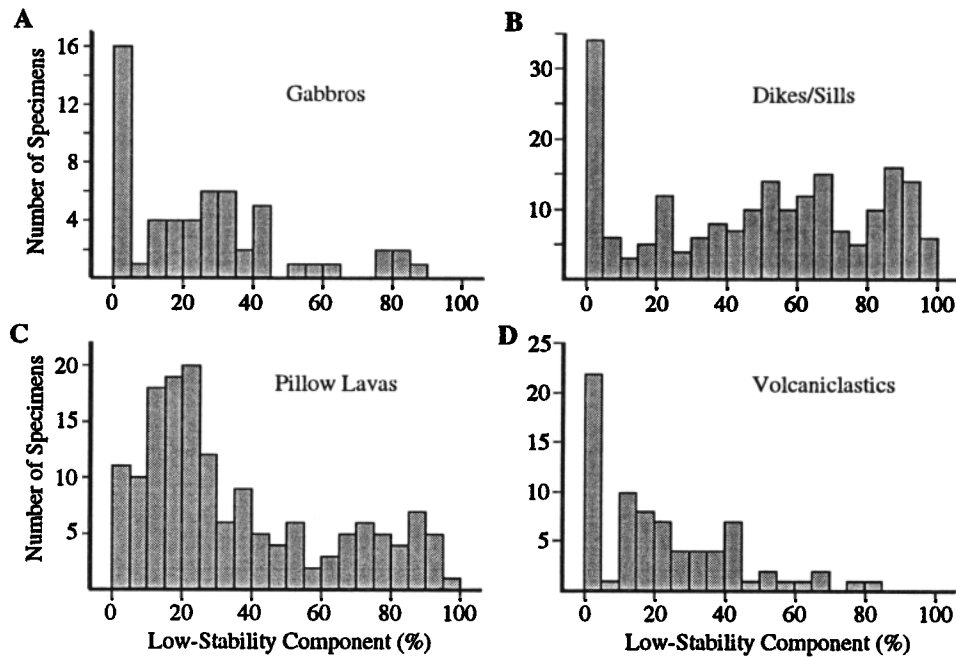 A
Number of Specimens
16
12
8
4
Gabbros
0 20 40 60 80 100
B
30
20
10
Dikes/Sills
0 20 40 60 80 100
C
Number of Specimens
20
15
10
5
Pillow Lavas
0 20 40 60 80 100
Low-Stability Component (%)
D
25
20
15
10
5
Volcaniclastics
0 20 40 60 80 100
Low-Stability Component (%)